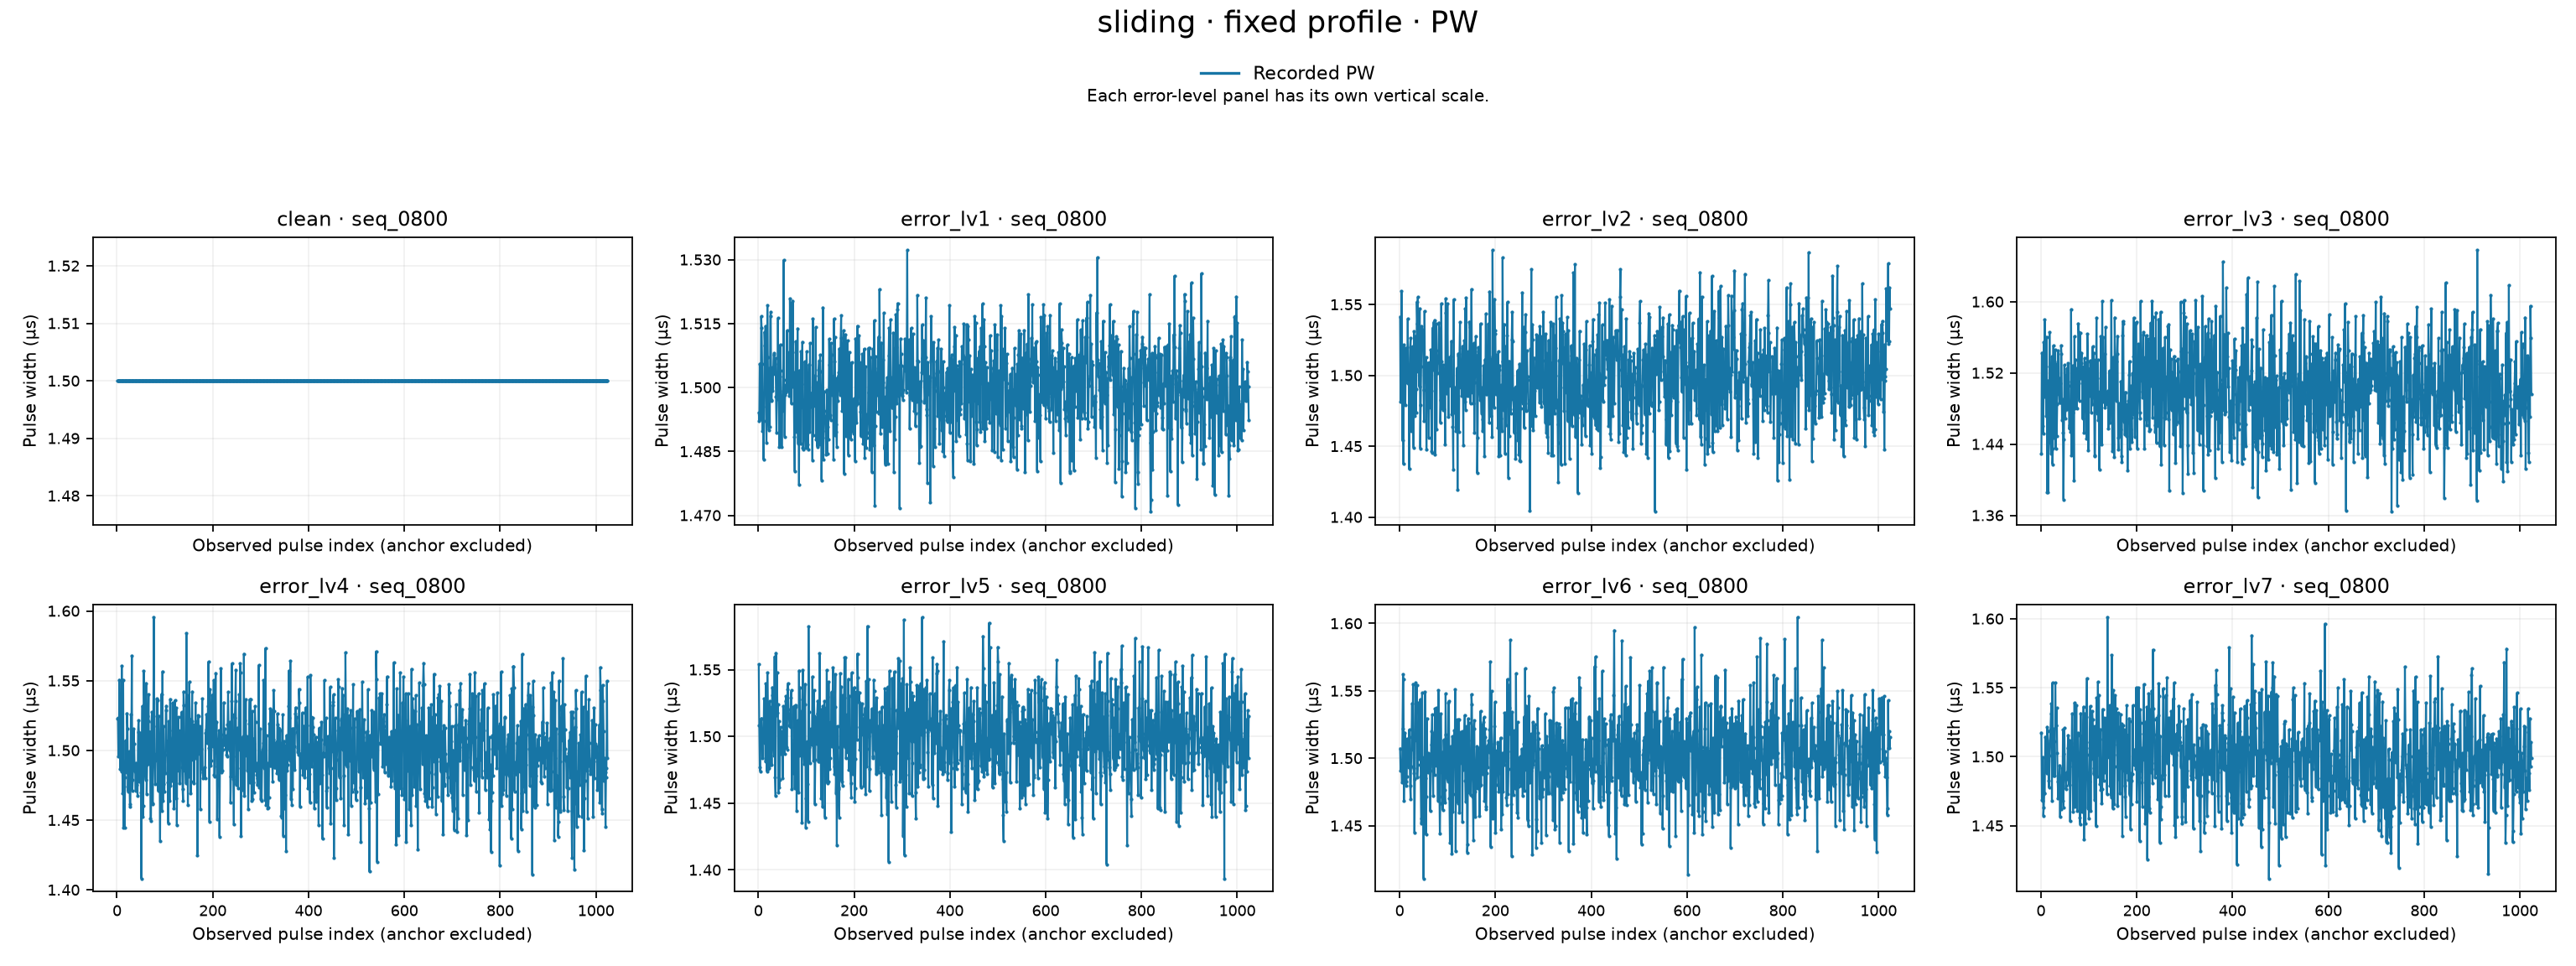 sliding · fixed profile · PW
Recorded PW
Each error-level panel has its own vertical scale.
clean · seq_0800
error_lv1 · seq_0800
error_lv2 · seq_0800
error_lv3 · seq_0800
Pulse width (µs)
1.52
1.51
1.50
1.49
1.48
Observed pulse index (anchor excluded)
Pulse width (µs)
1.530
1.515
1.500
1.485
1.470
Observed pulse index (anchor excluded)
Pulse width (µs)
1.55
1.50
1.45
1.40
Observed pulse index (anchor excluded)
Pulse width (µs)
1.60
1.52
1.44
1.36
Observed pulse index (anchor excluded)
error_lv4 · seq_0800
error_lv5 · seq_0800
error_lv6 · seq_0800
error_lv7 · seq_0800
Pulse width (µs)
1.60
1.55
1.50
1.45
1.40
0 200 400 600 800 1000
Observed pulse index (anchor excluded)
Pulse width (µs)
1.55
1.50
1.45
1.40
0 200 400 600 800 1000
Observed pulse index (anchor excluded)
Pulse width (µs)
1.60
1.55
1.50
1.45
0 200 400 600 800 1000
Observed pulse index (anchor excluded)
Pulse width (µs)
1.60
1.55
1.50
1.45
0 200 400 600 800 1000
Observed pulse index (anchor excluded)